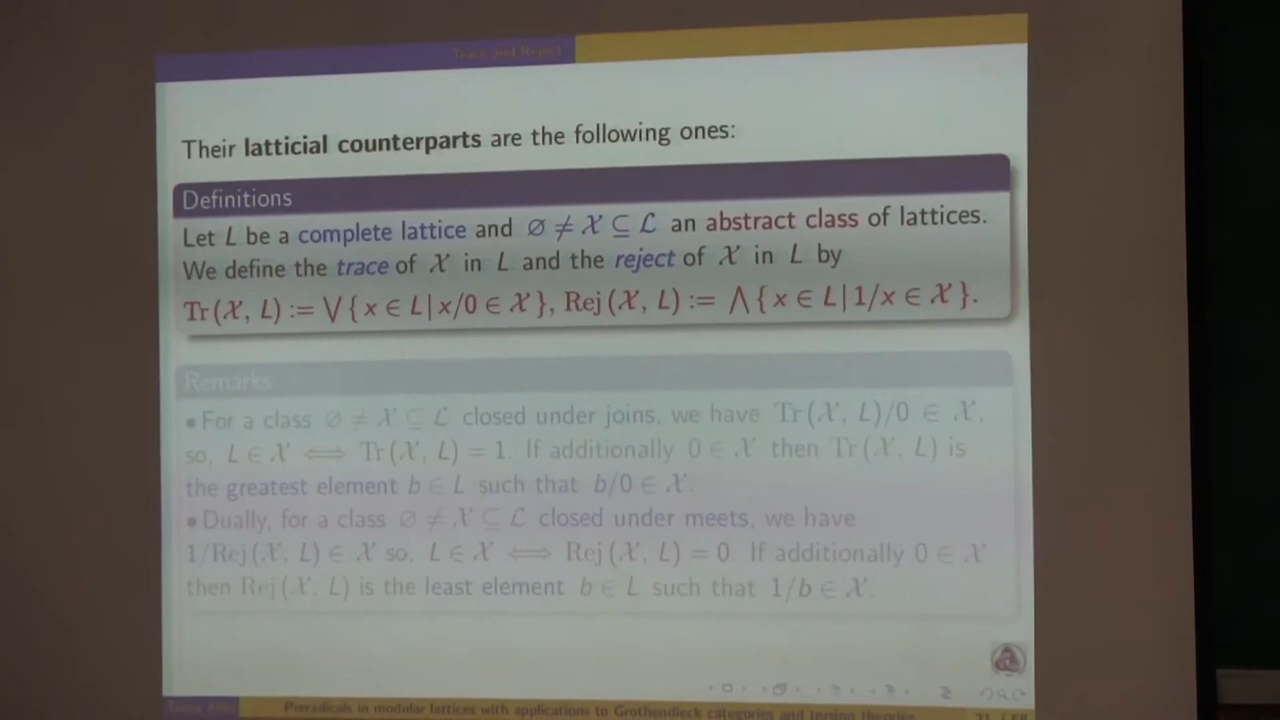 Trace and Reject
Their latticial counterparts are the following ones:
Definitions
Let L be a complete lattice and ∅ ≠ 𝒳 ⊆ ℒ an abstract class of lattices.
We define the trace of 𝒳 in L and the reject of 𝒳 in L by
Tr(𝒳, L) := ⋁{x ∈ L | x/0 ∈ 𝒳}, Rej(𝒳, L) := ⋀{x ∈ L | 1/x ∈ 𝒳}.
Remarks
• For a class ∅ ≠ 𝒳 ⊆ ℒ closed under joins, we have Tr(𝒳, L)/0 ∈ 𝒳,
so, L ∈ 𝒳 ⟺ Tr(𝒳, L) = 1. If additionally 0 ∈ 𝒳 then Tr(𝒳, L) is
the greatest element b ∈ L such that b/0 ∈ 𝒳.
• Dually, for a class ∅ ≠ 𝒳 ⊆ ℒ closed under meets, we have
1/Rej(𝒳, L) ∈ 𝒳 so, L ∈ 𝒳 ⟺ Rej(𝒳, L) = 0. If additionally 0 ∈ 𝒳
then Rej(𝒳, L) is the least element b ∈ L such that 1/b ∈ 𝒳.
Preradicals in modular lattices with applications to Grothendieck categories and torsion theories